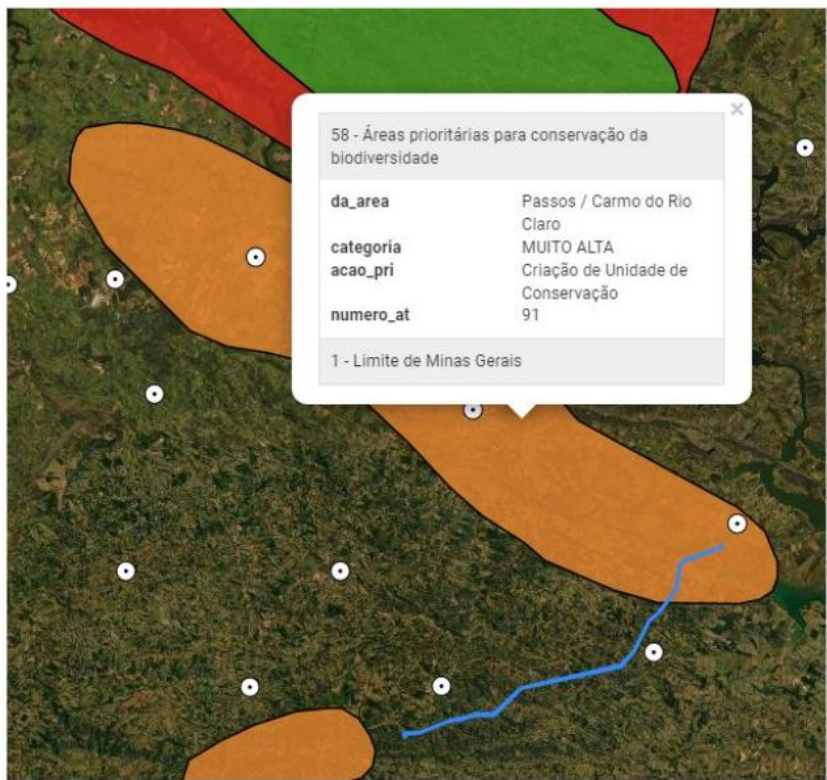 ×
58 - Áreas prioritárias para conservação da
biodiversidade
da_area Passos / Carmo do Rio
Claro
categoria MUITO ALTA
acao_pri Criação de Unidade de
Conservação
numero_at 91
1 - Limite de Minas Gerais